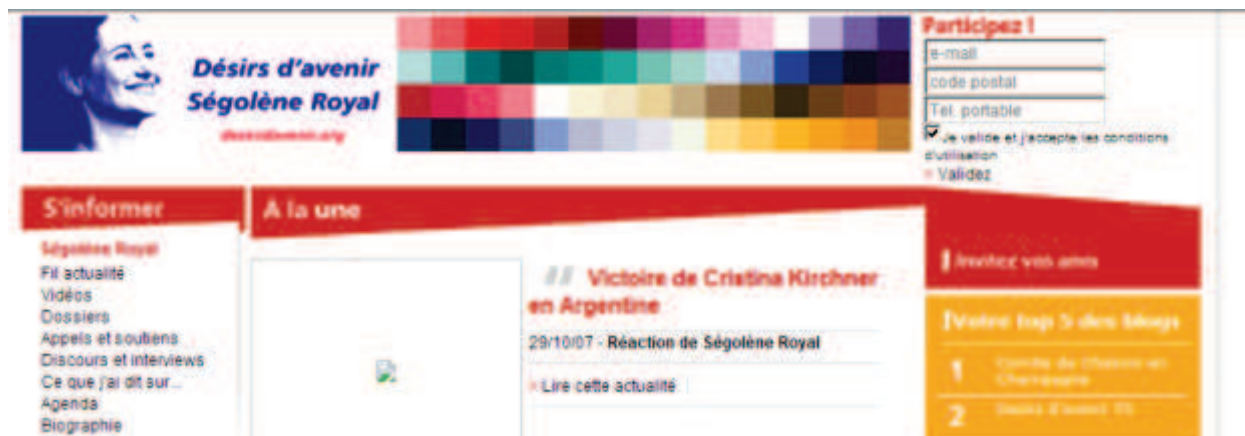 Désirs d'avenir
Ségolène Royal
desirsdavenir.org
Participez !
e-mail
code postal
Tel. portable
Je valide et j'accepte les conditions
d'utilisation
Validez
S'informer
Ségolène Royal
Fil actualité
Vidéos
Dossiers
Appels et soutiens
Discours et interviews
Ce que j'ai dit sur...
Agenda
Biographie
A la une
Victoire de Cristina Kirchner
en Argentine
29/10/07 - Réaction de Ségolène Royal
Lire cette actualité
Invitez vos amis
Votre top 5 des blogs
1
2